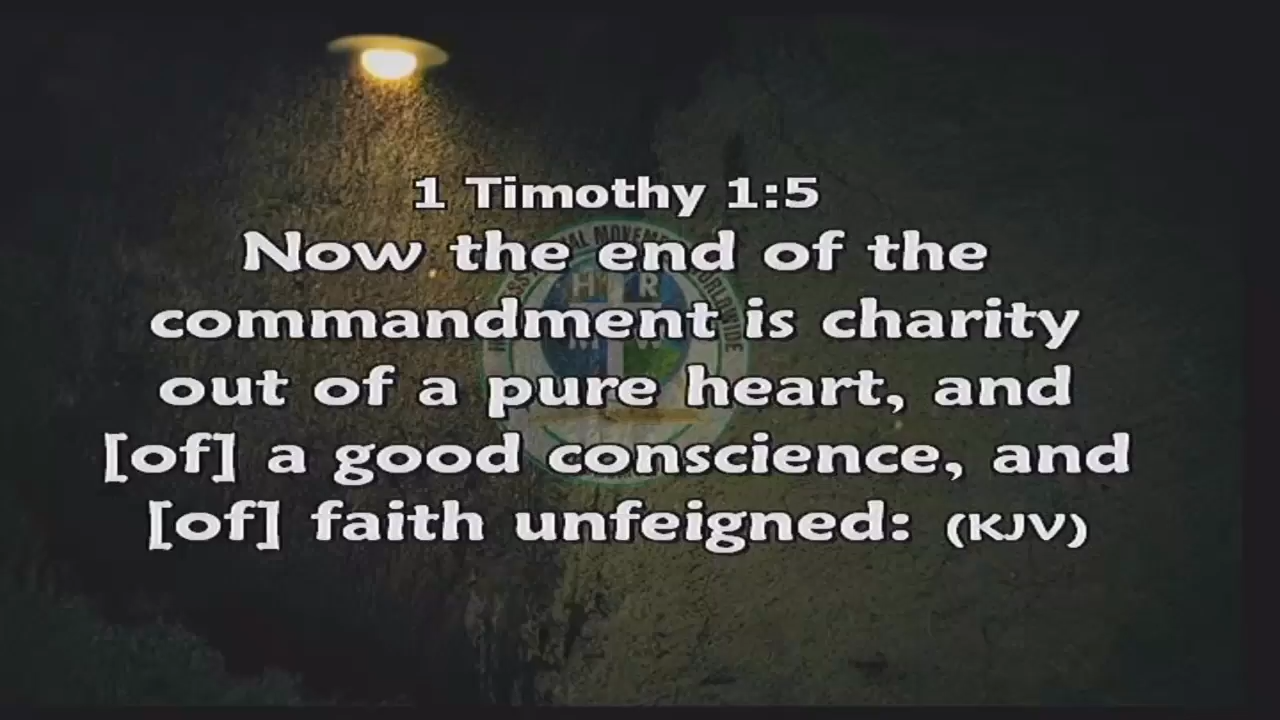 1 Timothy 1:5
Now the end of the
commandment is charity
out of a pure heart, and
[of] a good conscience, and
[of] faith unfeigned: (KJV)
H R
WORLDWIDE